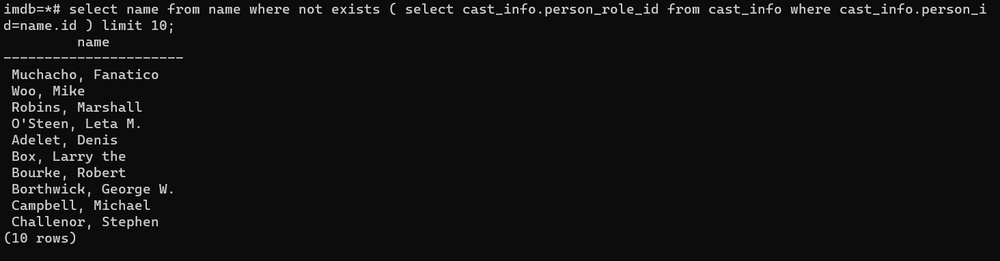 imdb=*# select name from name where not exists ( select cast_info.person_role_id from cast_info where cast_info.person_i
d=name.id ) limit 10;
name
----------------------
Muchacho, Fanatico
Woo, Mike
Robins, Marshall
O'Steen, Leta M.
Adelet, Denis
Box, Larry the
Bourke, Robert
Borthwick, George W.
Campbell, Michael
Challenor, Stephen
(10 rows)